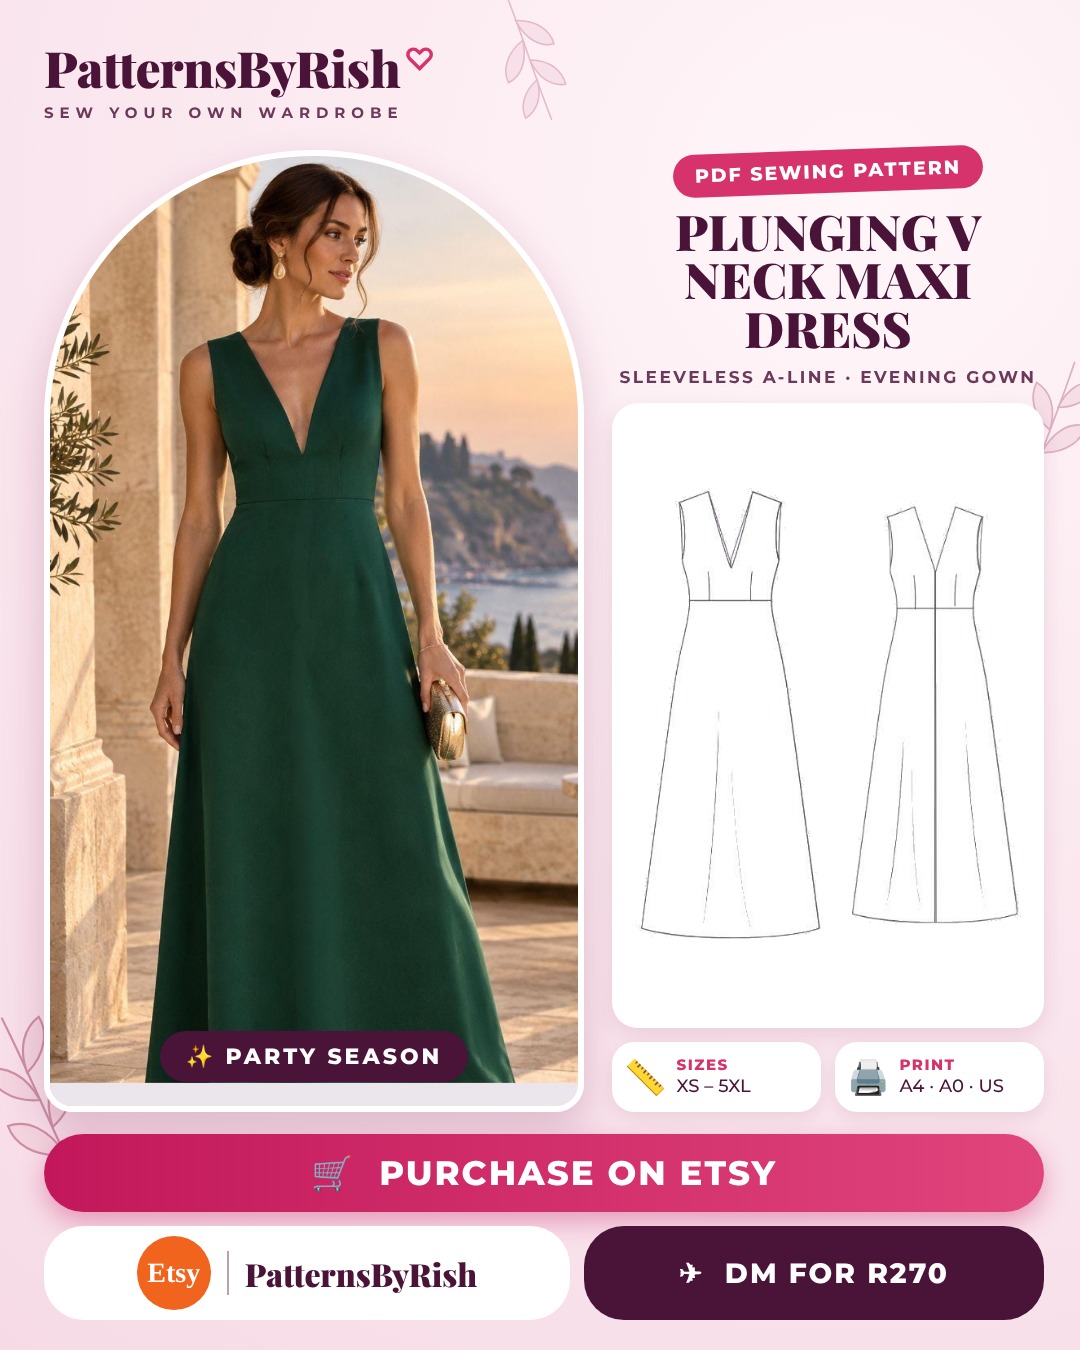 PatternsByRish
SEW YOUR OWN WARDROBE
PDF SEWING PATTERN
PLUNGING V
NECK MAXI
DRESS
SLEEVELESS A-LINE · EVENING GOWN
✨ PARTY SEASON
SIZES
XS – 5XL
PRINT
A4 · A0 · US
PURCHASE ON ETSY
Etsy
PatternsByRish
DM FOR R270